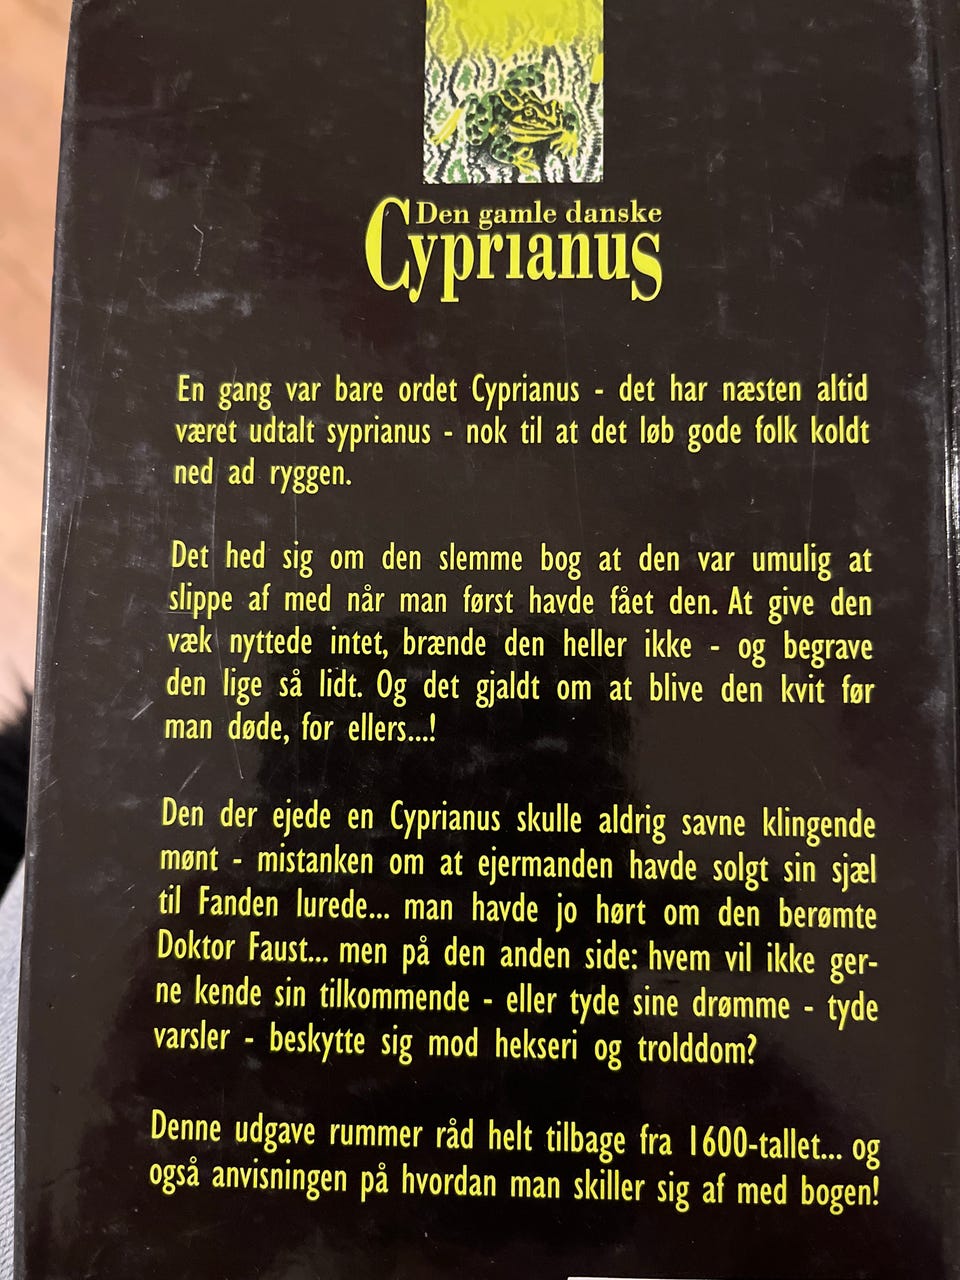 Den gamle danske
Cyprianus
En gang var bare ordet Cyprianus - det har næsten altid
været udtalt syprianus - nok til at det løb gode folk koldt
ned ad ryggen.
Det hed sig om den slemme bog at den var umulig at
slippe af med når man først havde fået den. At give den
væk nyttede intet, brænde den heller ikke - og begrave
den lige så lidt. Og det gjaldt om at blive den kvit før
man døde, for ellers...!
Den der ejede en Cyprianus skulle aldrig savne klingende
mønt - mistanken om at ejermanden havde solgt sin sjæl
til Fanden lurede... man havde jo hørt om den berømte
Doktor Faust... men på den anden side: hvem vil ikke ger-
ne kende sin tilkommende - eller tyde sine drømme - tyde
varsler - beskytte sig mod hekseri og trolddom?
Denne udgave rummer råd helt tilbage fra 1600-tallet... og
også anvisningen på hvordan man skiller sig af med bogen!